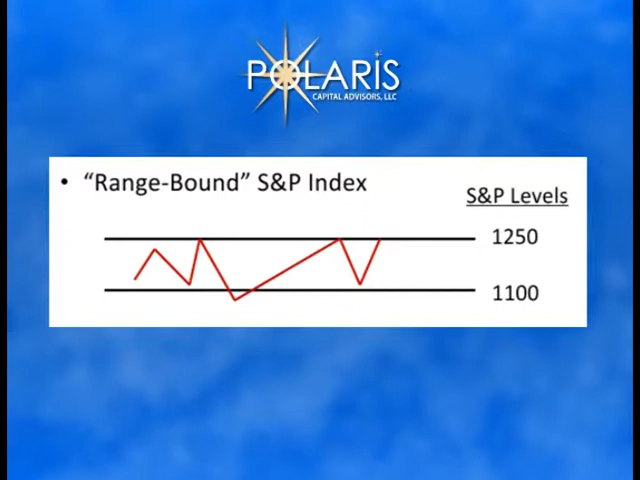 POLARIS
CAPITAL ADVISORS, LLC
• “Range-Bound” S&P Index
S&P Levels
1250
1100